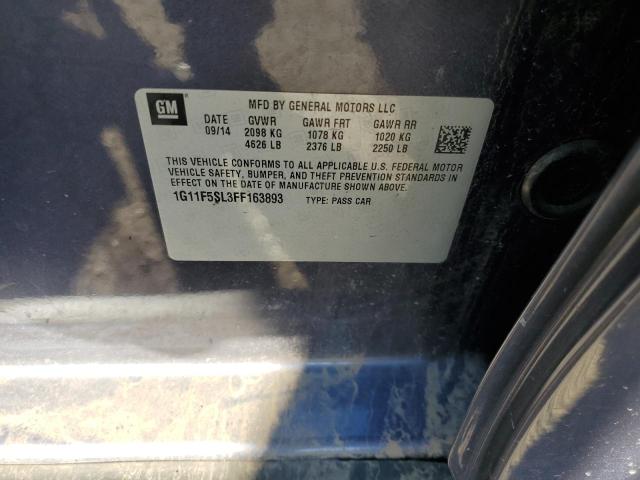 GM
MFD BY GENERAL MOTORS LLC
DATE GVWR GAWR FRT GAWR RR
09/14 2098 KG 1078 KG 1020 KG
4626 LB 2376 LB 2250 LB
THIS VEHICLE CONFORMS TO ALL APPLICABLE U.S. FEDERAL MOTOR
VEHICLE SAFETY, BUMPER, AND THEFT PREVENTION STANDARDS
IN EFFECT ON THE DATE OF MANUFACTURE SHOWN ABOVE.
1G11F5SL3FF163893 TYPE: PASS CAR